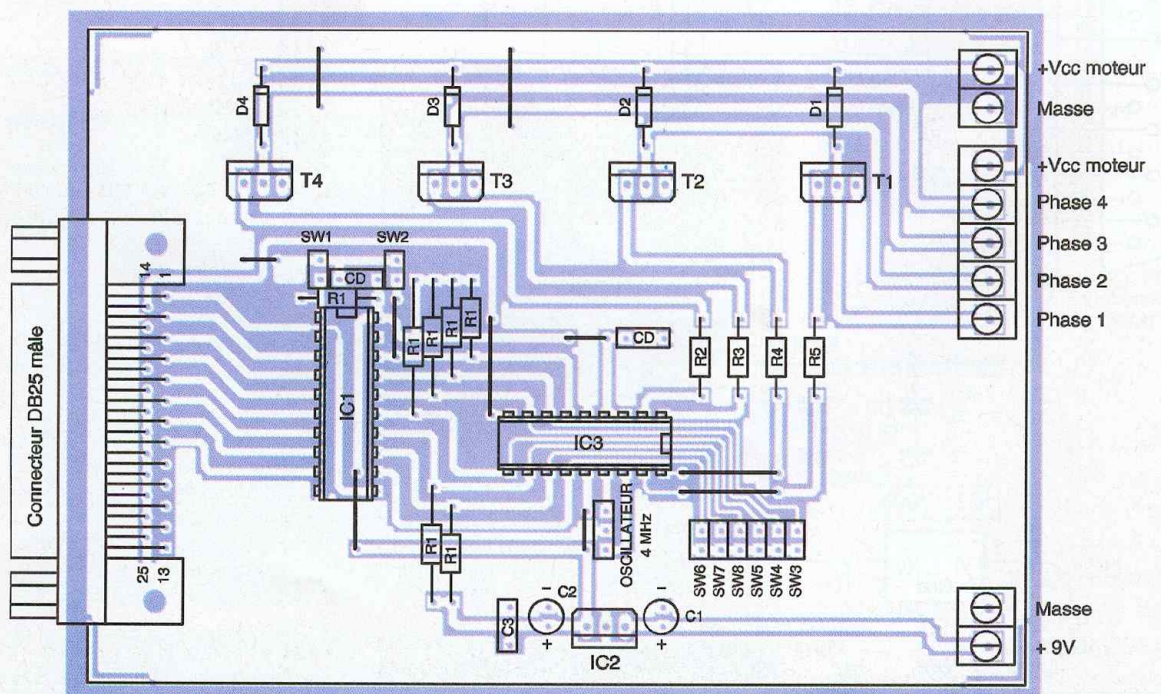 D4
D3
D2
D1
+Vcc moteur
Masse
+Vcc moteur
T4
T3
T2
T1
Phase 4
Phase 3
Phase 2
Phase 1
SW1
SW2
CD
R1
14
1
Connecteur DB25 mâle
25
13
IC1
R1
R1
R1
R1
CD
R2
R3
R4
R5
IC3
OSCILLATEUR
4 MHz
SW6
SW7
SW8
SW5
SW4
SW3
R1
R1
C3
-
C2
+
IC2
-
C1
+
Masse
+ 9V